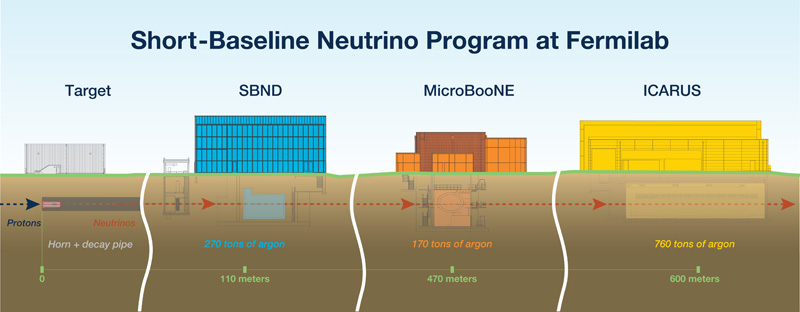 Short-Baseline Neutrino Program at Fermilab
Target
SBND
MicroBooNE
ICARUS
Protons
Neutrinos
Horn + decay pipe
270 tons of argon
170 tons of argon
760 tons of argon
0
110 meters
470 meters
600 meters